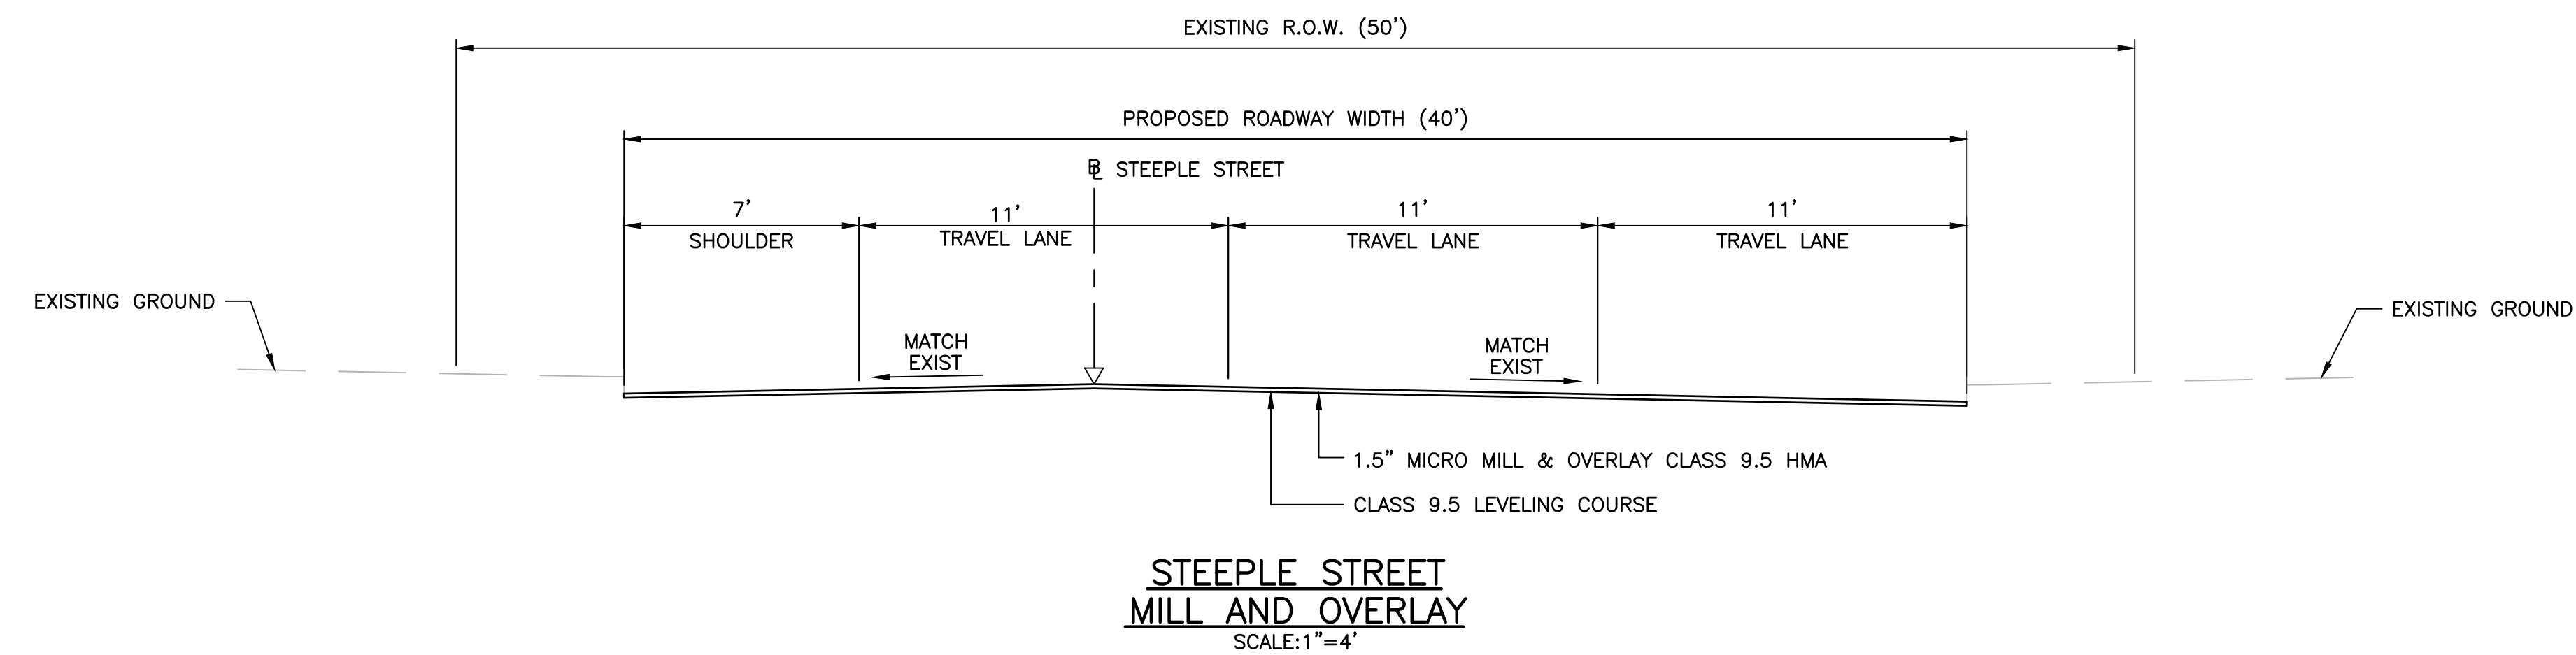 EXISTING R.O.W. (50')
PROPOSED ROADWAY WIDTH (40')
℄ STEEPLE STREET
7'
SHOULDER
11'
TRAVEL LANE
11'
TRAVEL LANE
11'
TRAVEL LANE
EXISTING GROUND
EXISTING GROUND
MATCH
EXIST
MATCH
EXIST
1.5" MICRO MILL & OVERLAY CLASS 9.5 HMA
CLASS 9.5 LEVELING COURSE
STEEPLE STREET
MILL AND OVERLAY
SCALE:1"=4'